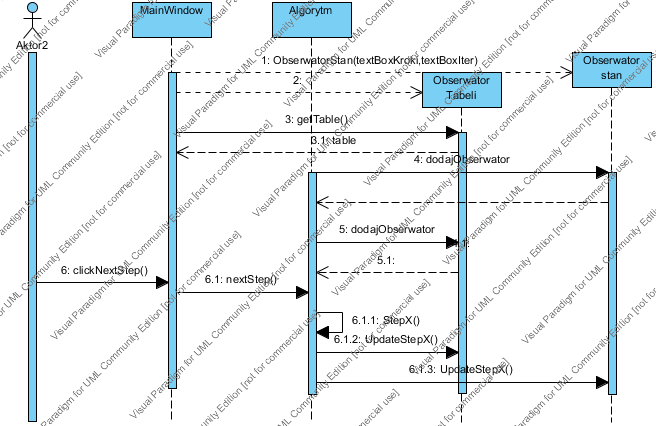 MainWindow
Algorytm
Aktor2
1: ObserwatorStan(textBoxKroki,textBoxIter)
Obserwator
stan
2:
Obserwator
Tabeli
3: getTable()
3.1: table
4: dodajObserwator
5: dodajObserwator
5.1:
6: clickNextStep()
6.1: nextStep()
6.1.1: StepX()
6.1.2: UpdateStepX()
6.1.3: UpdateStepX()
Visual Paradigm for UML Community Edition [not for commercial use]